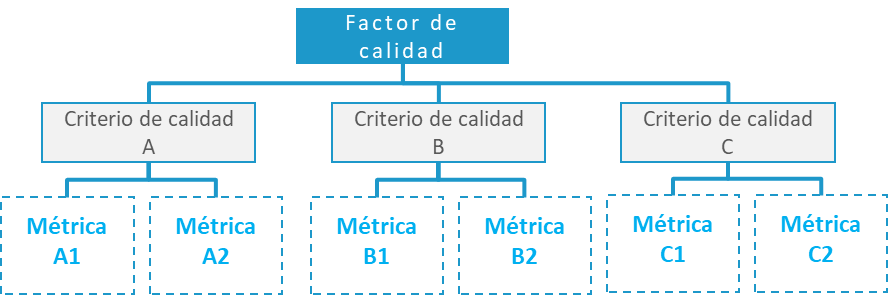 Factor de
calidad
Criterio de calidad
A
Criterio de calidad
B
Criterio de calidad
C
Métrica
A1
Métrica
A2
Métrica
B1
Métrica
B2
Métrica
C1
Métrica
C2